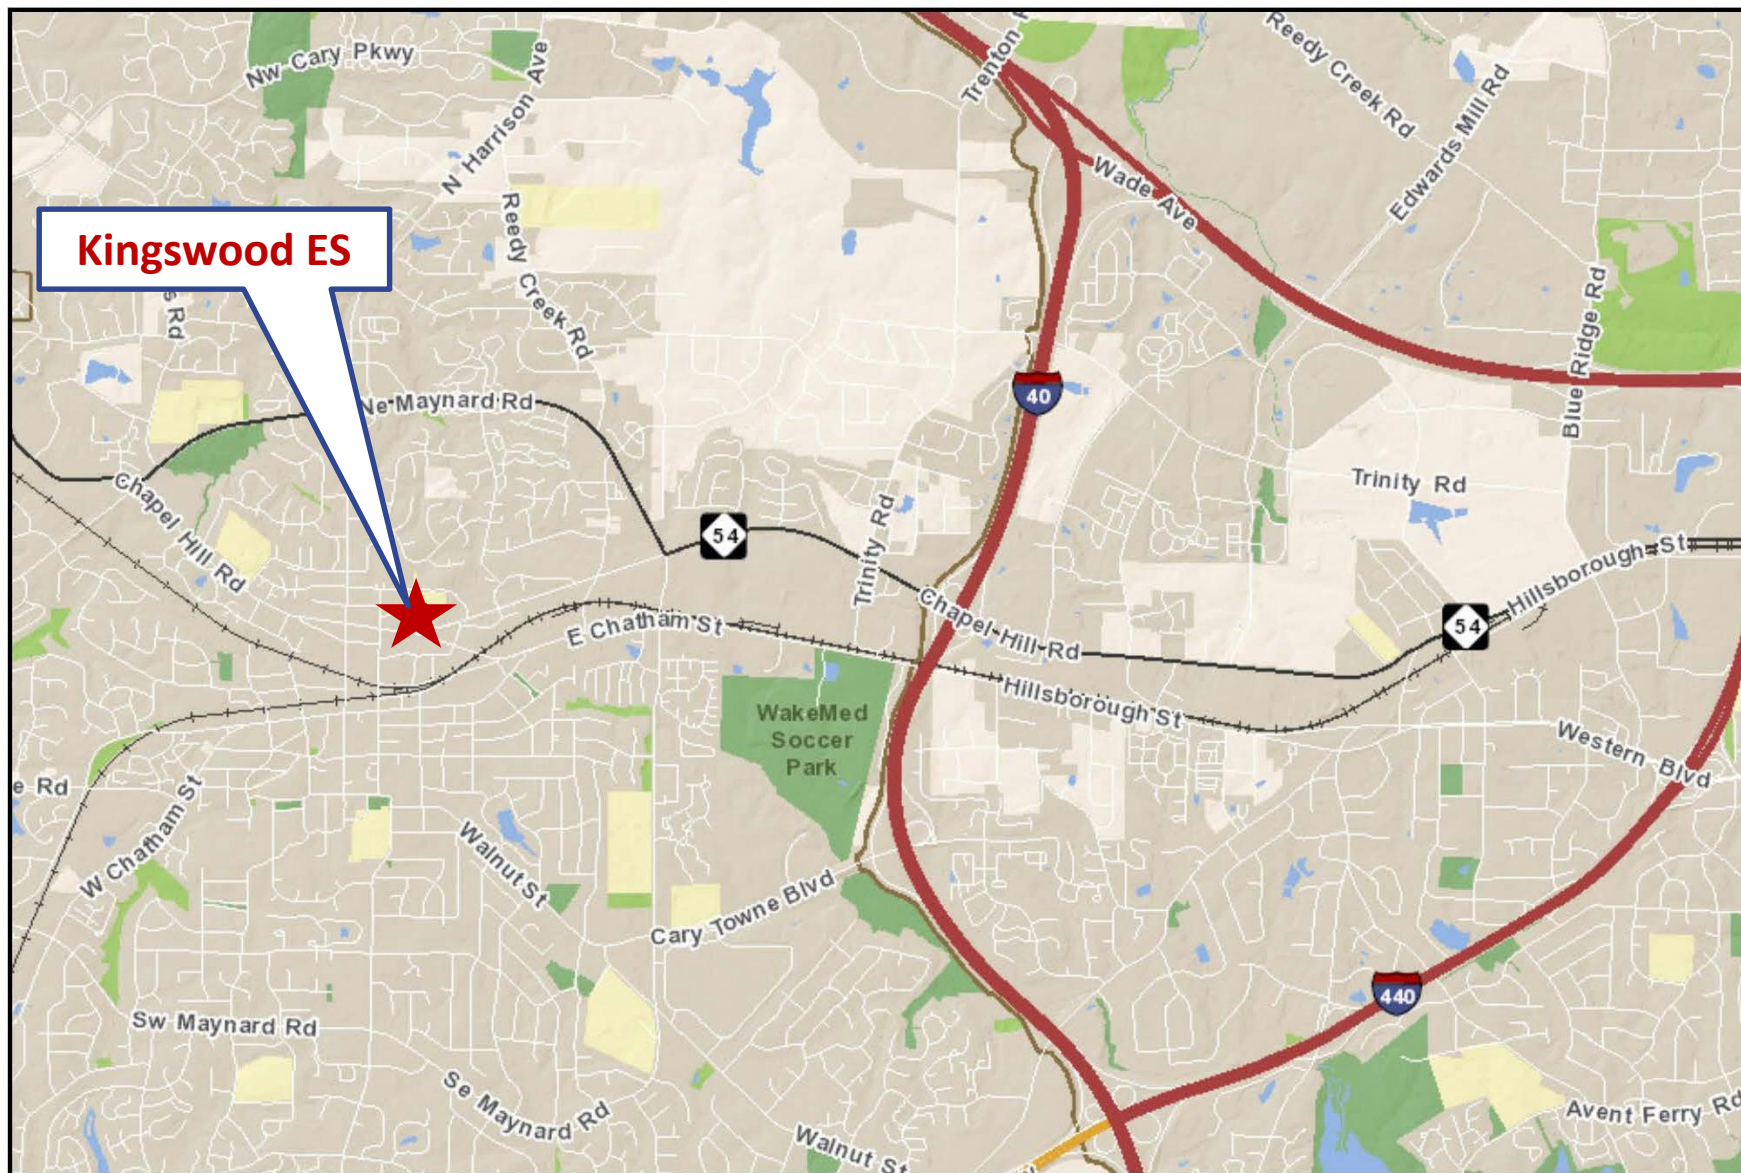 Nw Cary Pkwy
N Harrison Ave
Trenton
Reedy Creek Rd
Edwards Mill Rd
Wade Ave
Reedy Creek Rd
Kingswood ES
s Rd
Blue Ridge Rd
40
Ne Maynard Rd
Trinity Rd
Chapel Hill Rd
54
Trinity Rd
Hillsborough St
54
Chapel Hill Rd
E Chatham St
Hillsborough St
WakeMed
Soccer
Park
Western Blvd
e Rd
W Chatham St
Walnut St
Cary Towne Blvd
440
Sw Maynard Rd
Se Maynard Rd
Avent Ferry Rd
Walnut St